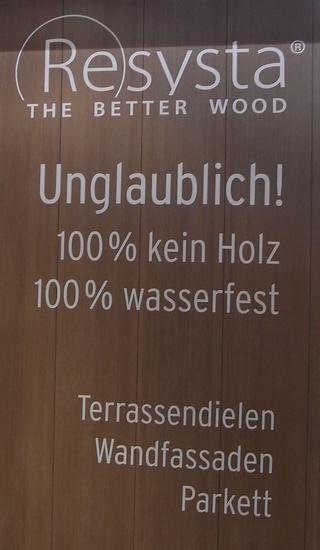 Resysta®
THE BETTER WOOD
Unglaublich!
100% kein Holz
100% wasserfest
Terrassendielen
Wandfassaden
Parkett